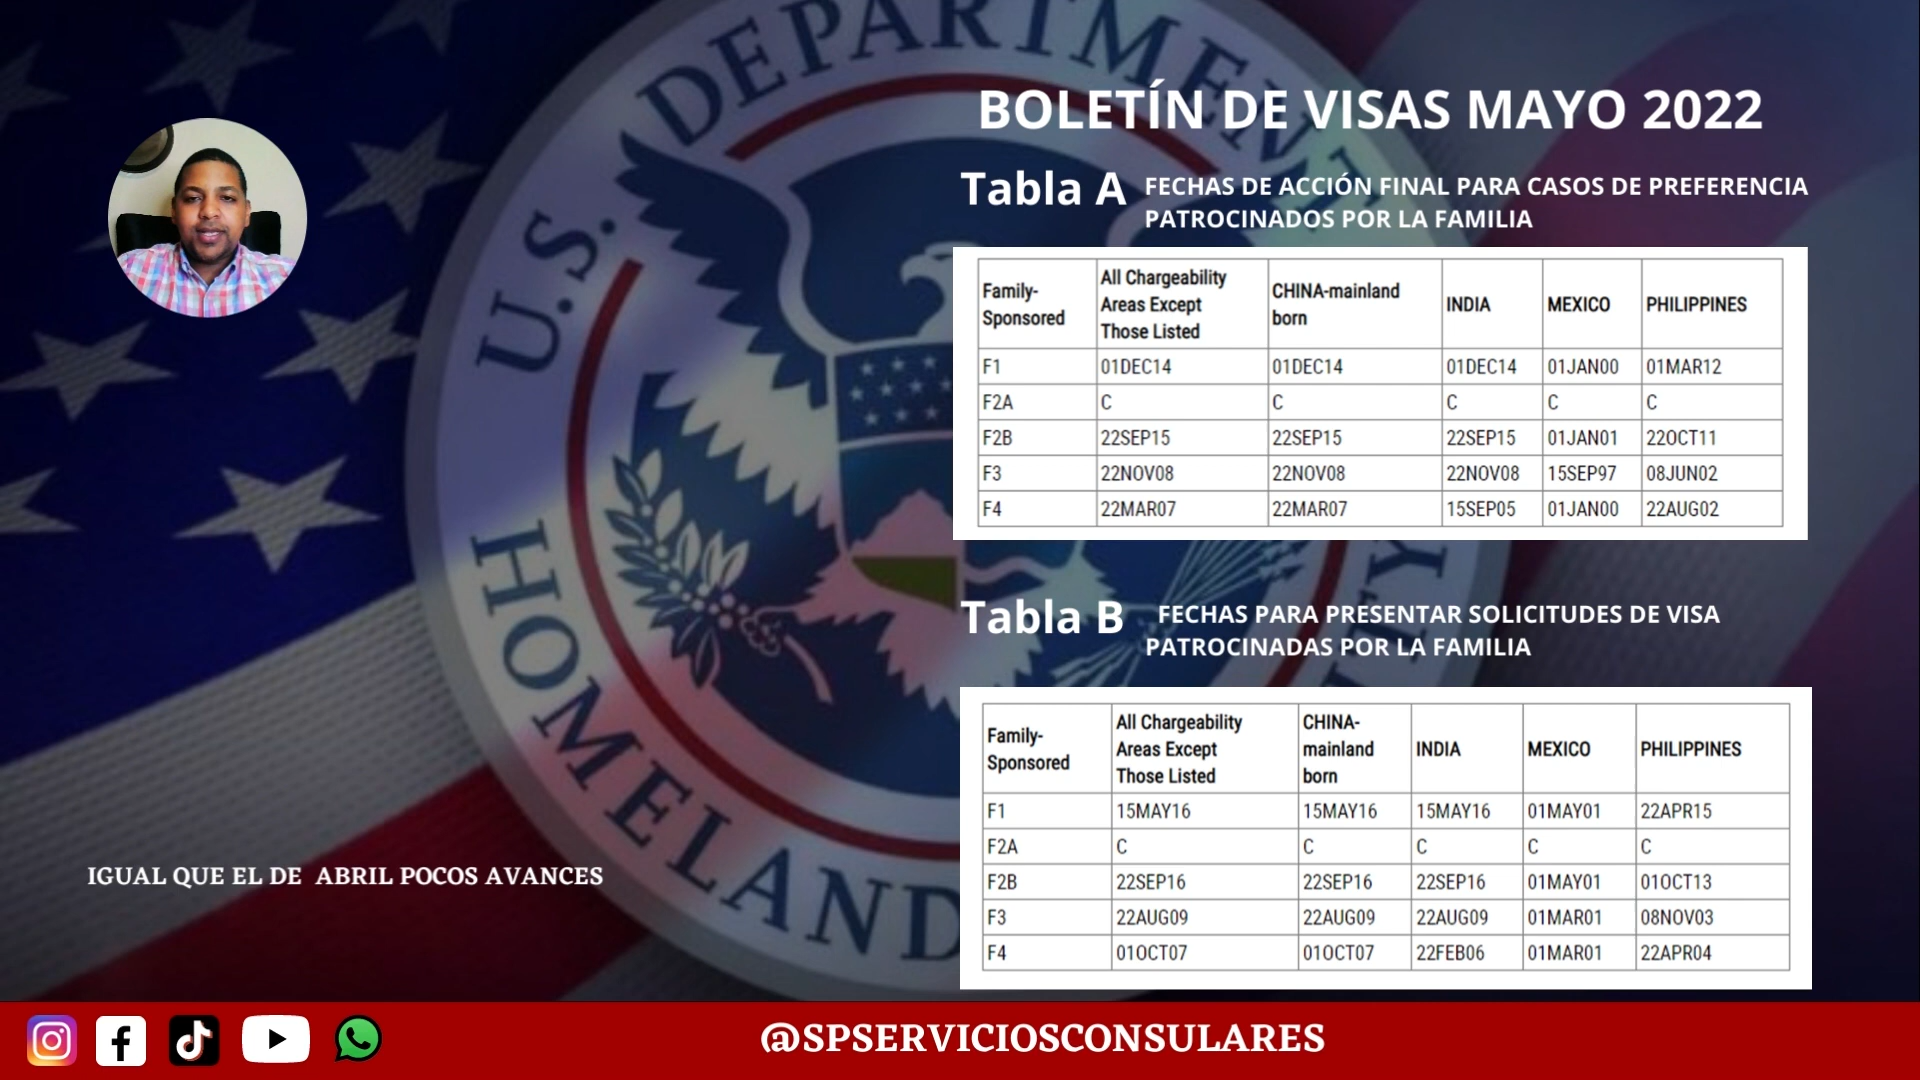 U.S. DEPARTMENT
HOMELAND
BOLETÍN DE VISAS MAYO 2022
Tabla A FECHAS DE ACCIÓN FINAL PARA CASOS DE PREFERENCIA
PATROCINADOS POR LA FAMILIA
Family-Sponsored All Chargeability Areas Except Those Listed CHINA-mainland born INDIA MEXICO PHILIPPINES
F1 01DEC14 01DEC14 01DEC14 01JAN00 01MAR12
F2A C C C C C
F2B 22SEP15 22SEP15 22SEP15 01JAN01 22OCT11
F3 22NOV08 22NOV08 22NOV08 15SEP97 08JUN02
F4 22MAR07 22MAR07 15SEP05 01JAN00 22AUG02
Tabla B FECHAS PARA PRESENTAR SOLICITUDES DE VISA
PATROCINADAS POR LA FAMILIA
Family-Sponsored All Chargeability Areas Except Those Listed CHINA-mainland born INDIA MEXICO PHILIPPINES
F1 15MAY16 15MAY16 15MAY16 01MAY01 22APR15
F2A C C C C C
F2B 22SEP16 22SEP16 22SEP16 01MAY01 01OCT13
F3 22AUG09 22AUG09 22AUG09 01MAR01 08NOV03
F4 01OCT07 01OCT07 22FEB06 01MAR01 22APR04
IGUAL QUE EL DE ABRIL POCOS AVANCES
@SPSERVICIOSCONSULARES